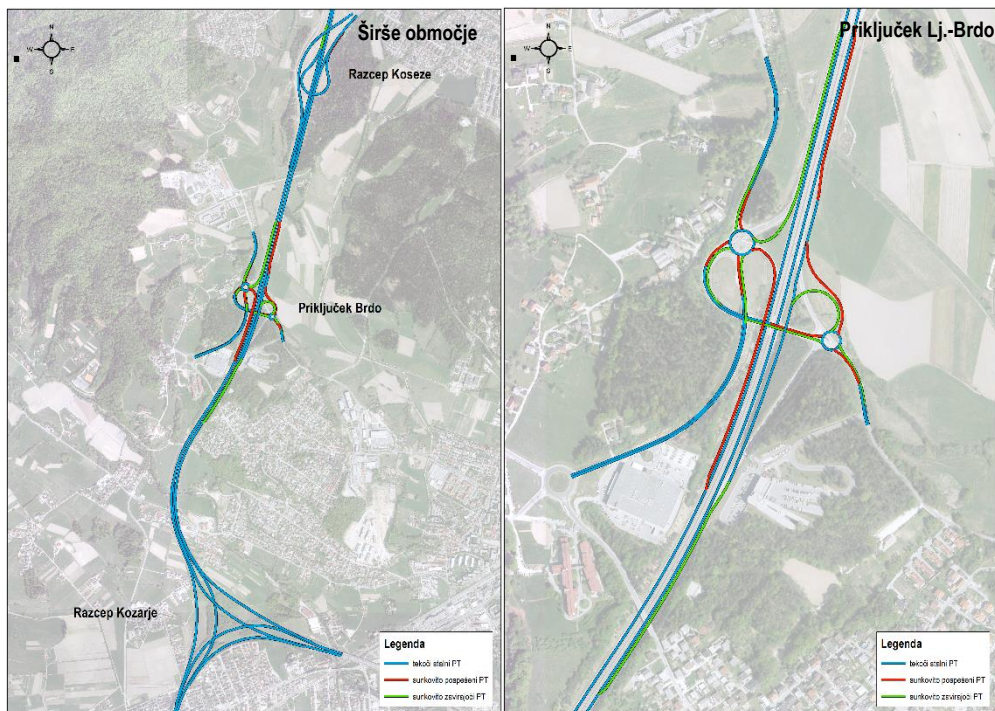 Širše območje
N
W E
S
Razcep Koseze
Priključek Brdo
Razcep Kozarje
Legenda
tekoči stalni PT
sunkovito pospešeni PT
sunkovito zavirajoči PT
Priključek Lj.-Brdo
N
W E
S
Legenda
tekoči stalni PT
sunkovito pospešeni PT
sunkovito zavirajoči PT